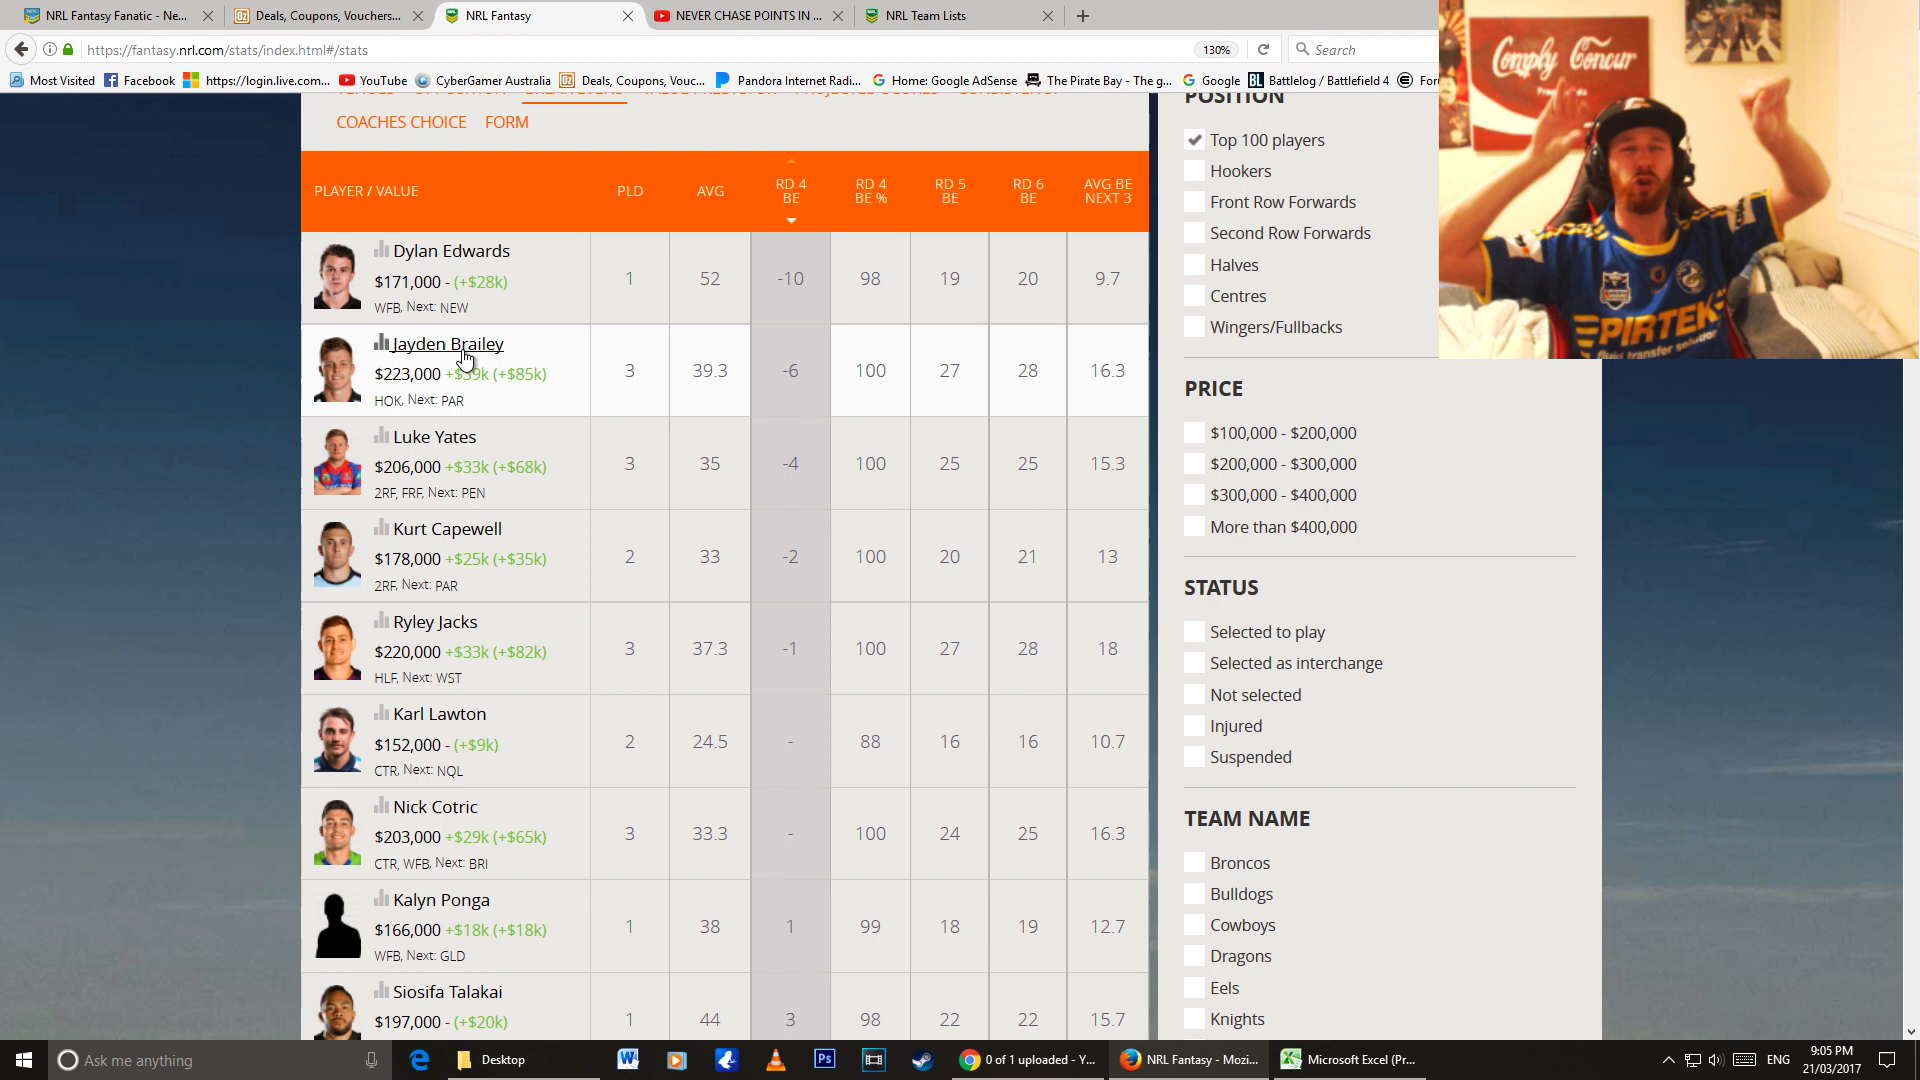 NRL Fantasy Fanatic - Ne...
Deals, Coupons, Vouchers...
NRL Fantasy
NEVER CHASE POINTS IN ...
NRL Team Lists
https://fantasy.nrl.com/stats/index.html#/stats
130%
Search
Most Visited
Facebook
https://login.live.com...
YouTube
CyberGamer Australia
Deals, Coupons, Vouc...
Pandora Internet Radi...
Home: Google AdSense
The Pirate Bay - The g...
Google
Battlelog / Battlefield 4
For
COACHES CHOICE FORM
PLAYER / VALUE PLD AVG RD 4 BE RD 4 BE % RD 5 BE RD 6 BE AVG BE NEXT 3
Dylan Edwards
$171,000 - (+$28k)
WFB, Next: NEW
1 52 -10 98 19 20 9.7
Jayden Brailey
$223,000 +$39k (+$85k)
HOK, Next: PAR
3 39.3 -6 100 27 28 16.3
Luke Yates
$206,000 +$33k (+$68k)
2RF, FRF, Next: PEN
3 35 -4 100 25 25 15.3
Kurt Capewell
$178,000 +$25k (+$35k)
2RF, Next: PAR
2 33 -2 100 20 21 13
Ryley Jacks
$220,000 +$33k (+$82k)
HLF, Next: WST
3 37.3 -1 100 27 28 18
Karl Lawton
$152,000 - (+$9k)
CTR, Next: NQL
2 24.5 - 88 16 16 10.7
Nick Cotric
$203,000 +$29k (+$65k)
CTR, WFB, Next: BRI
3 33.3 - 100 24 25 16.3
Kalyn Ponga
$166,000 +$18k (+$18k)
WFB, Next: GLD
1 38 1 99 18 19 12.7
Siosifa Talakai
$197,000 - (+$20k)
1 44 3 98 22 22 15.7
POSITION
Top 100 players
Hookers
Front Row Forwards
Second Row Forwards
Halves
Centres
Wingers/Fullbacks
PRICE
$100,000 - $200,000
$200,000 - $300,000
$300,000 - $400,000
More than $400,000
STATUS
Selected to play
Selected as interchange
Not selected
Injured
Suspended
TEAM NAME
Broncos
Bulldogs
Cowboys
Dragons
Eels
Knights
Comply Concur
PIRTEK
fluid transfer solutions
Ask me anything
Desktop
0 of 1 uploaded - Y...
NRL Fantasy - Mozi...
Microsoft Excel (Pr...
ENG
9:05 PM
21/03/2017